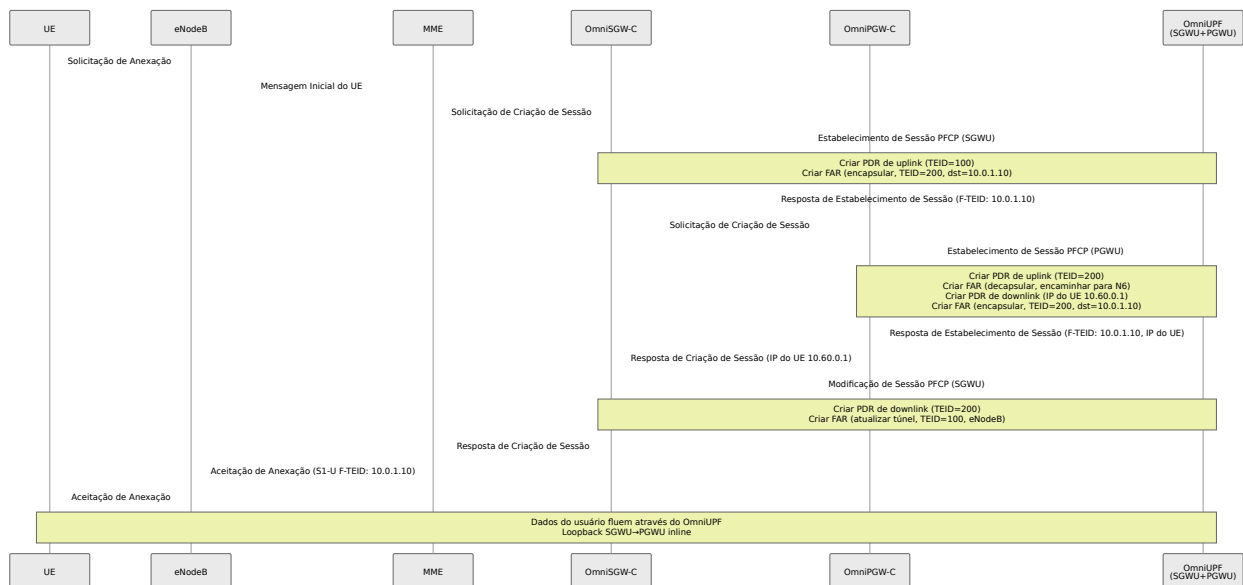 UE
eNodeB
MME
OmniSGW-C
OmniPGW-C
OmniUPF
(SGWU+PGWU)
Solicitação de Anexação
Mensagem Inicial do UE
Solicitação de Criação de Sessão
Estabelecimento de Sessão PFCP (SGWU)
Criar PDR de uplink (TEID=100)
Criar FAR (encapsular, TEID=200, dst=10.0.1.10)
Resposta de Estabelecimento de Sessão (F-TEID: 10.0.1.10)
Solicitação de Criação de Sessão
Estabelecimento de Sessão PFCP (PGWU)
Criar PDR de uplink (TEID=200)
Criar FAR (decapsular, encaminhar para N6)
Criar PDR de downlink (IP do UE 10.60.0.1)
Criar FAR (encapsular, TEID=200, dst=10.0.1.10)
Resposta de Estabelecimento de Sessão (F-TEID: 10.0.1.10, IP do UE)
Resposta de Criação de Sessão (IP do UE 10.60.0.1)
Modificação de Sessão PFCP (SGWU)
Criar PDR de downlink (TEID=200)
Criar FAR (atualizar túnel, TEID=100, eNodeB)
Resposta de Criação de Sessão
Aceitação de Anexação (S1-U F-TEID: 10.0.1.10)
Aceitação de Anexação
Dados do usuário fluem através do OmniUPF
Loopback SGWU→PGWU inline
UE
eNodeB
MME
OmniSGW-C
OmniPGW-C
OmniUPF
(SGWU+PGWU)